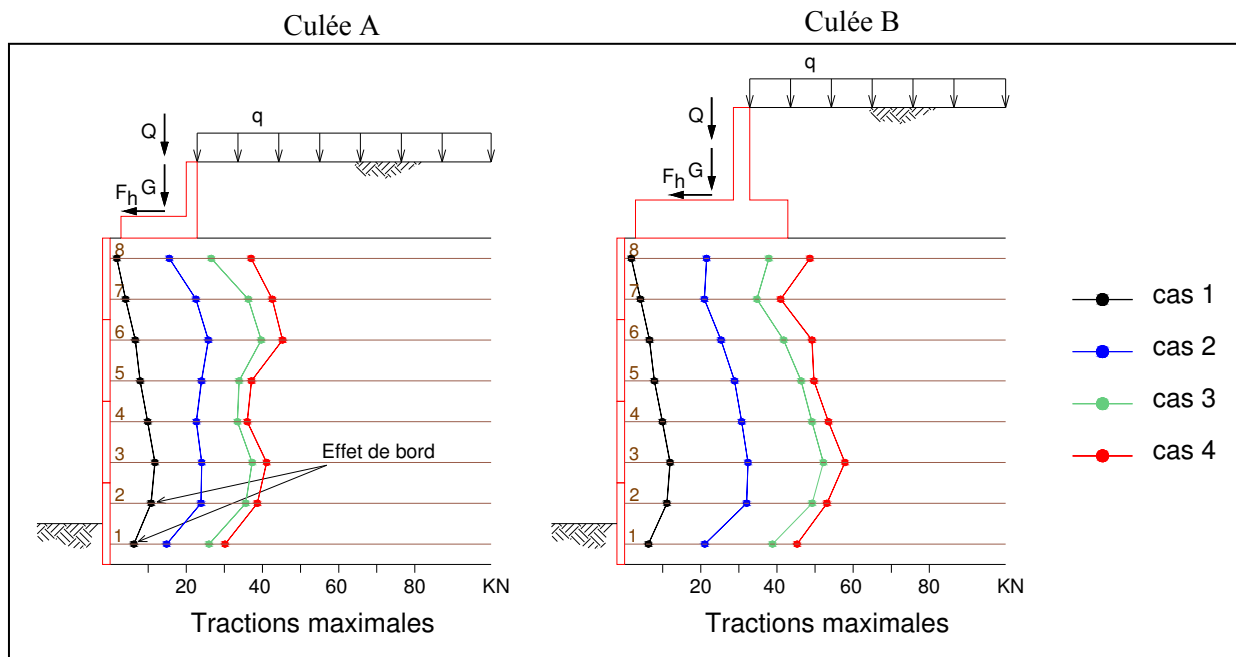 Culée A
Culée B
q
Q
G
Fh
8
7
6
5
4
3
2
1
Effet de bord
20 40 60 80 KN
Tractions maximales
q
Q
G
Fh
8
7
6
5
4
3
2
1
20 40 60 80 KN
Tractions maximales
cas 1
cas 2
cas 3
cas 4